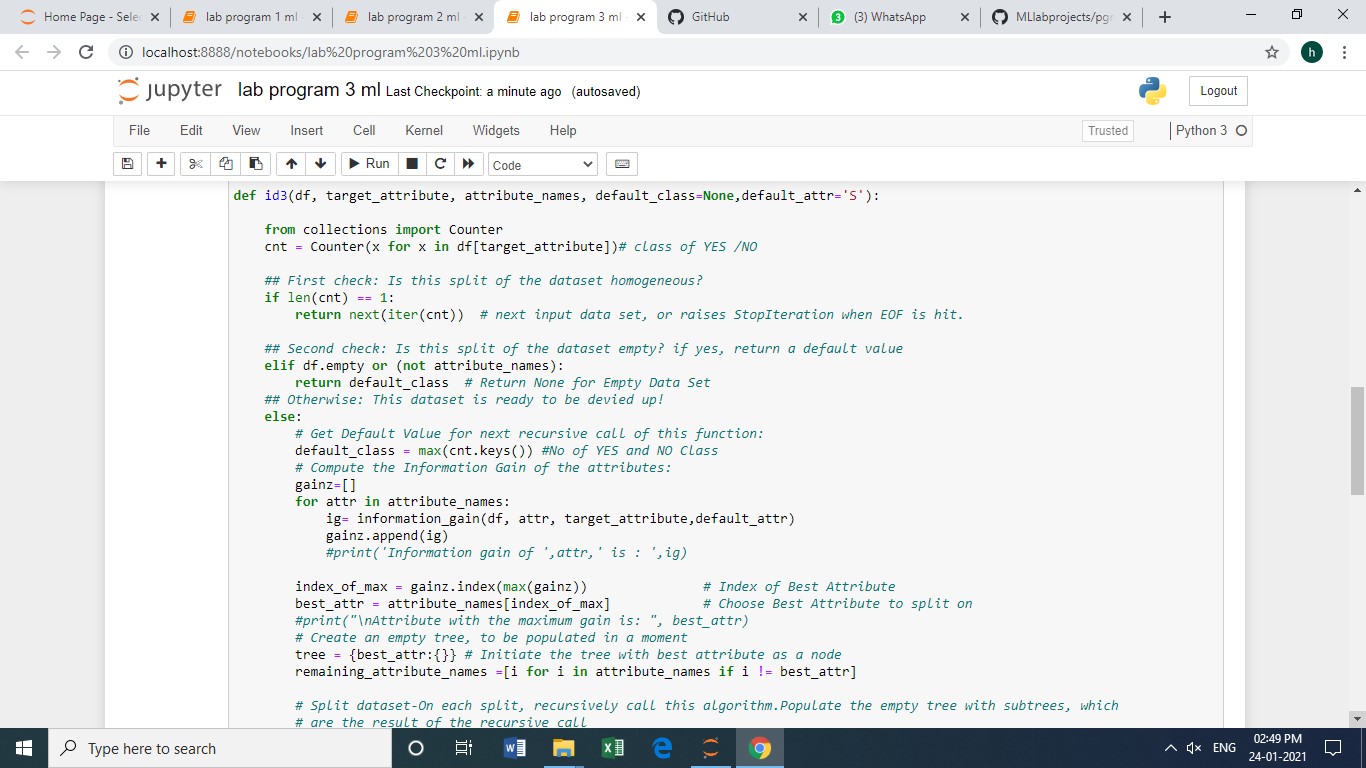 Home Page - Sele
lab program 1 ml -
lab program 2 ml -
lab program 3 ml -
GitHub
3 (3) WhatsApp
MLlabprojects/pgr
localhost:8888/notebooks/lab%20program%203%20ml.ipynb
h
jupyter lab program 3 ml Last Checkpoint: a minute ago (autosaved)
Logout
File Edit View Insert Cell Kernel Widgets Help
Trusted
Python 3
Run
Code
def id3(df, target_attribute, attribute_names, default_class=None,default_attr='S'):
from collections import Counter
cnt = Counter(x for x in df[target_attribute])# class of YES /NO
## First check: Is this split of the dataset homogeneous?
if len(cnt) == 1:
return next(iter(cnt))  # next input data set, or raises StopIteration when EOF is hit.
## Second check: Is this split of the dataset empty? if yes, return a default value
elif df.empty or (not attribute_names):
return default_class  # Return None for Empty Data Set
## Otherwise: This dataset is ready to be devied up!
else:
# Get Default Value for next recursive call of this function:
default_class = max(cnt.keys()) #No of YES and NO Class
# Compute the Information Gain of the attributes:
gainz=[]
for attr in attribute_names:
ig= information_gain(df, attr, target_attribute,default_attr)
gainz.append(ig)
#print('Information gain of ',attr,' is : ',ig)
index_of_max = gainz.index(max(gainz))               # Index of Best Attribute
best_attr = attribute_names[index_of_max]            # Choose Best Attribute to split on
#print("\nAttribute with the maximum gain is: ", best_attr)
# Create an empty tree, to be populated in a moment
tree = {best_attr:{}} # Initiate the tree with best attribute as a node
remaining_attribute_names =[i for i in attribute_names if i != best_attr]
# Split dataset-On each split, recursively call this algorithm.Populate the empty tree with subtrees, which
# are the result of the recursive call
Type here to search
ENG
02:49 PM
24-01-2021